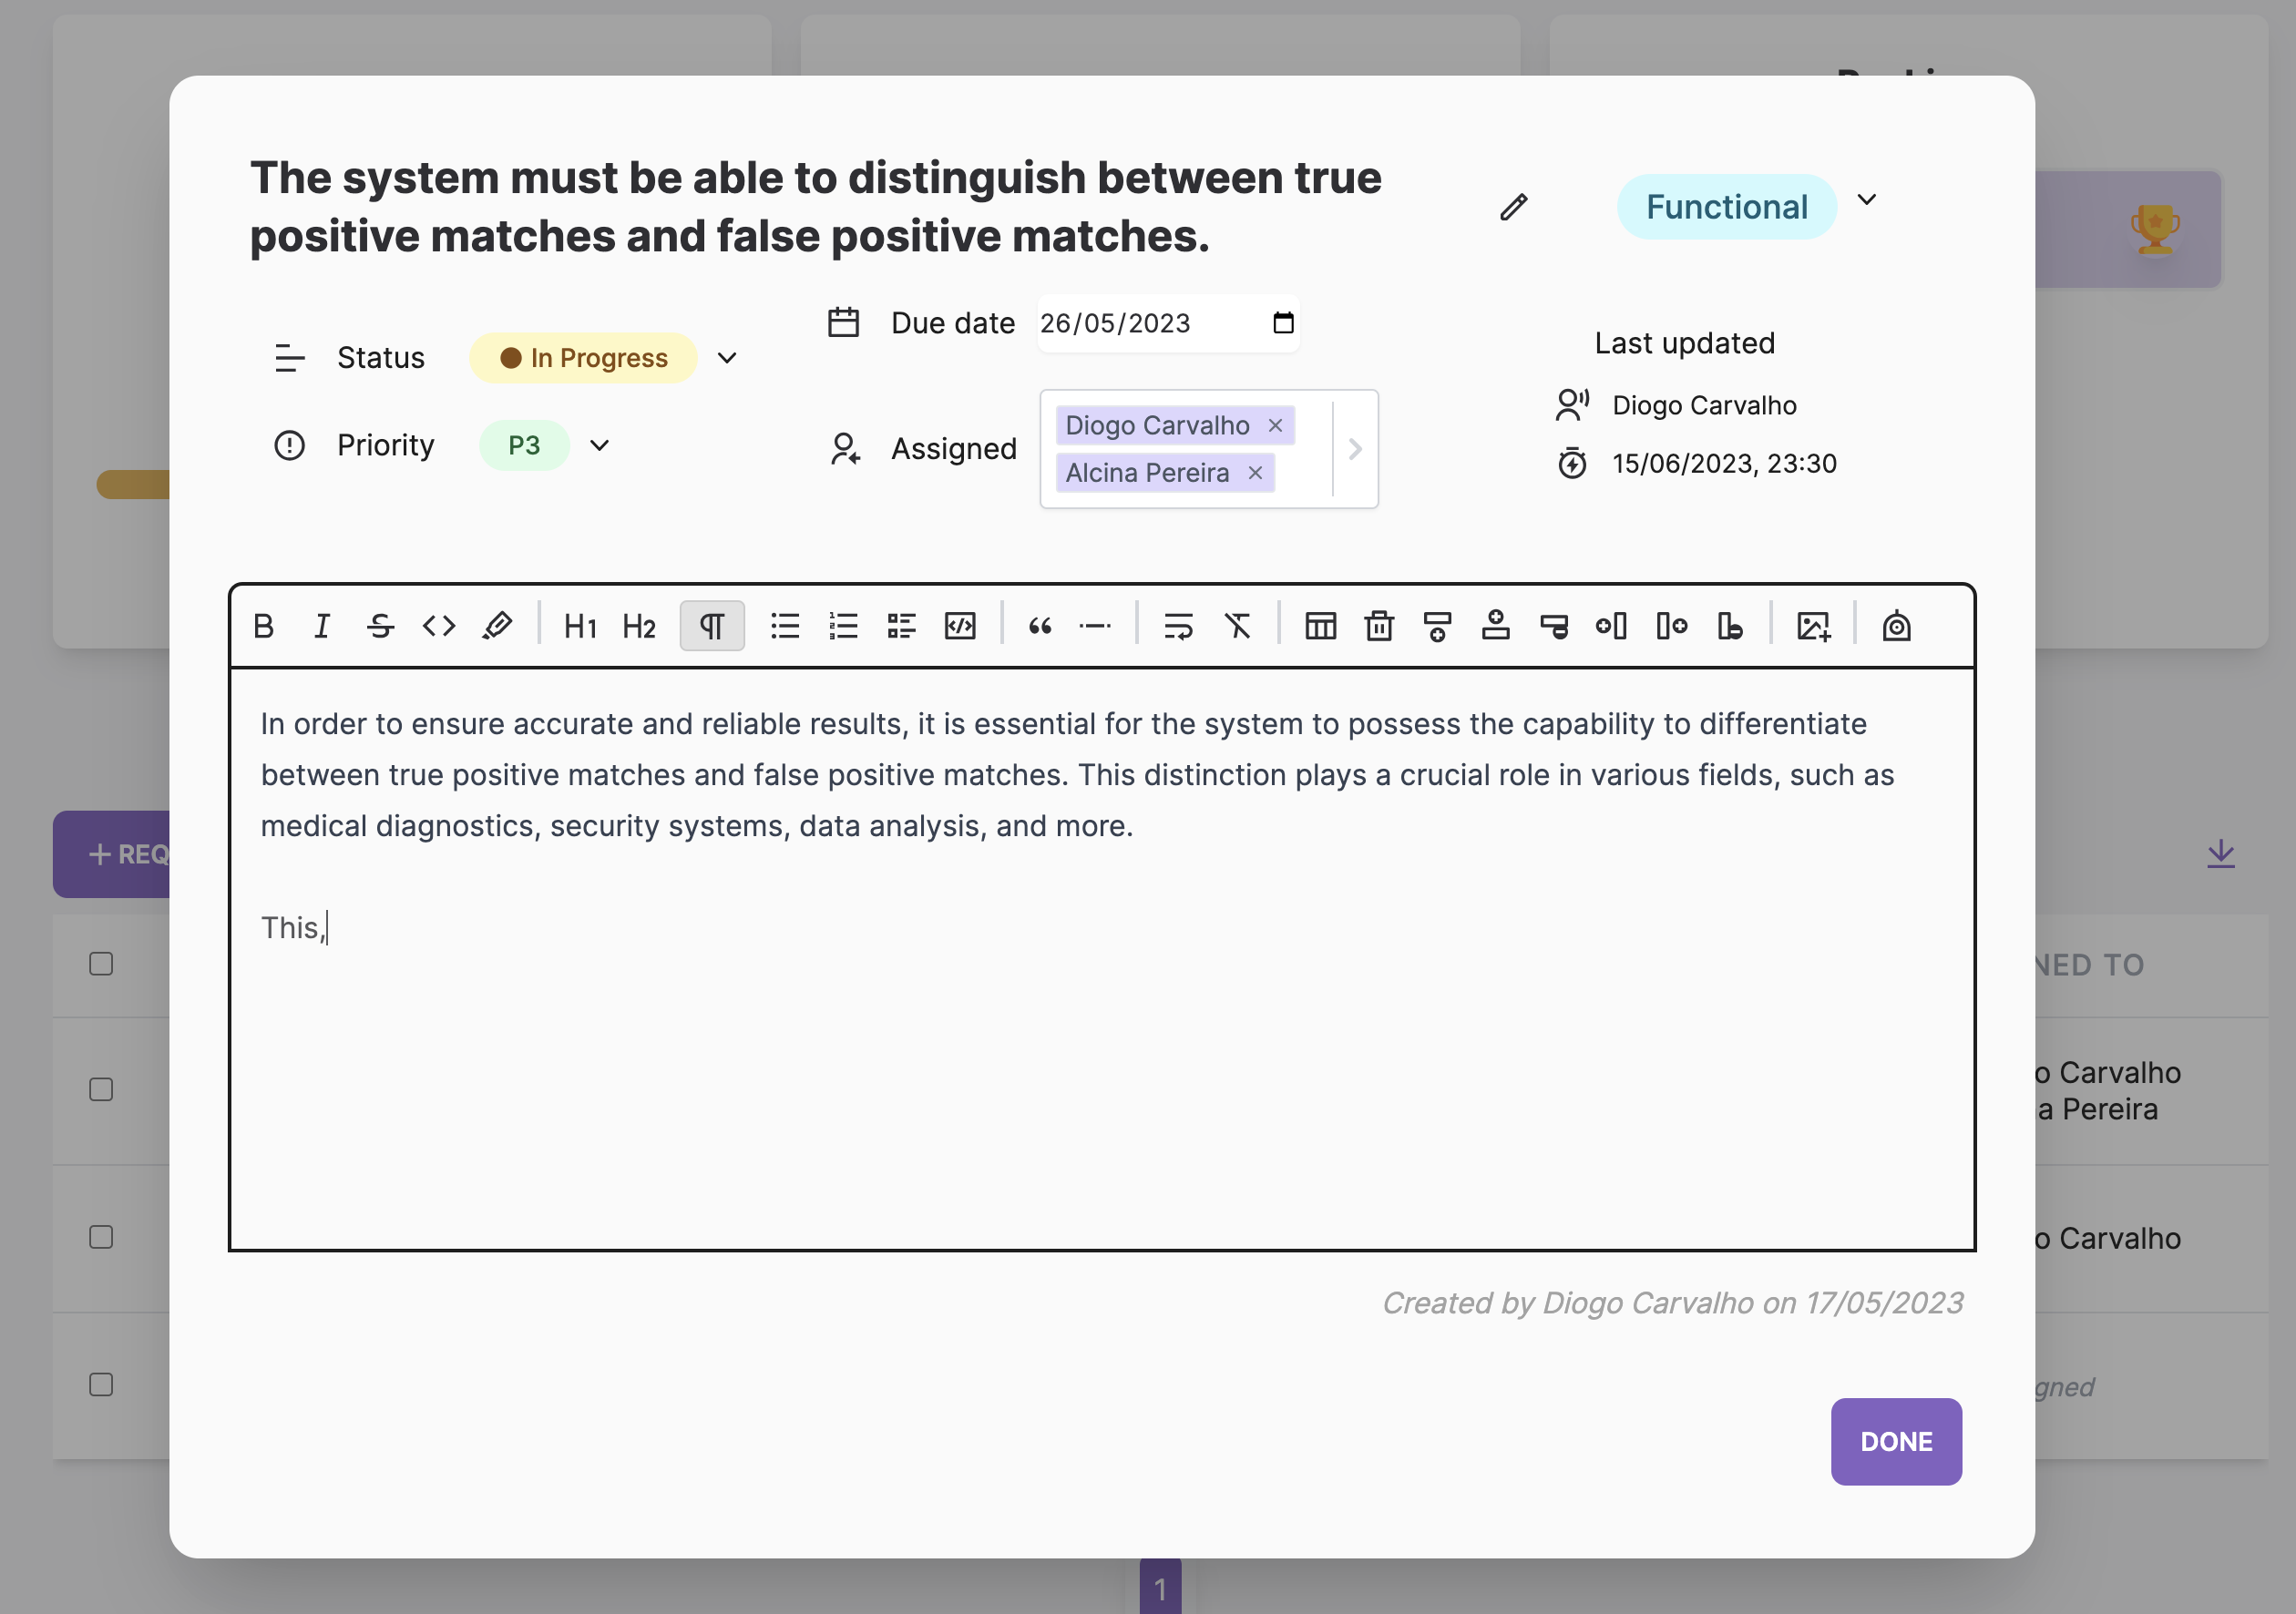 The system must be able to distinguish between true
positive matches and false positive matches.
Functional
Status
In Progress
Due date
26/05/2023
Last updated
Priority
P3
Assigned
Diogo Carvalho
Alcina Pereira
Diogo Carvalho
15/06/2023, 23:30
B I S H1 H2
In order to ensure accurate and reliable results, it is essential for the system to possess the capability to differentiate
between true positive matches and false positive matches. This distinction plays a crucial role in various fields, such as
medical diagnostics, security systems, data analysis, and more.
This,
Created by Diogo Carvalho on 17/05/2023
DONE
+ REQ
NED TO
o Carvalho
a Pereira
o Carvalho
gned
1